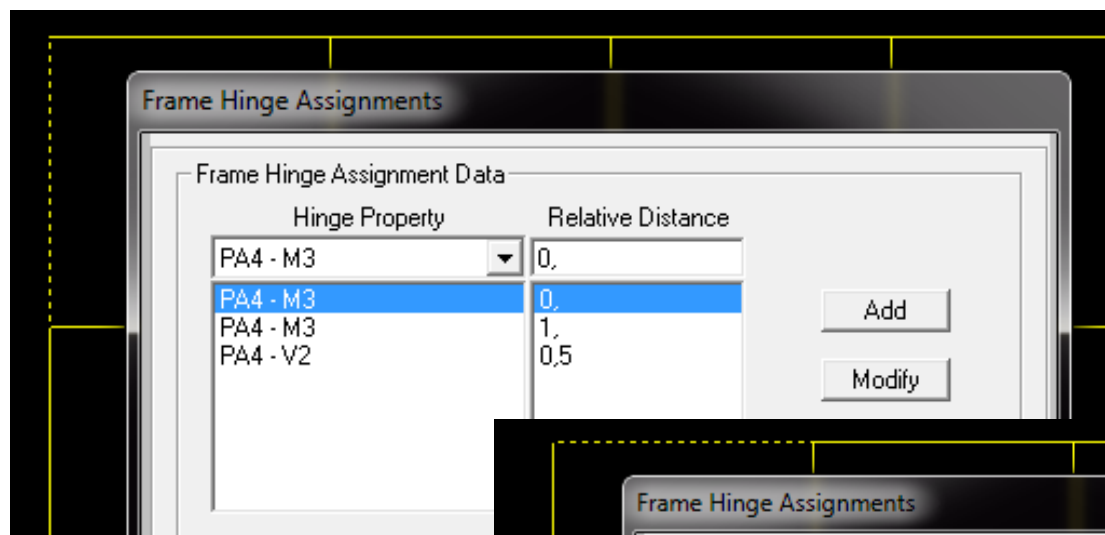 Frame Hinge Assignments
Frame Hinge Assignment Data
Hinge Property Relative Distance
PA4 - M3 0,
PA4 - M3 0,
PA4 - M3 1,
PA4 - V2 0,5
Add
Modify
Frame Hinge Assignments